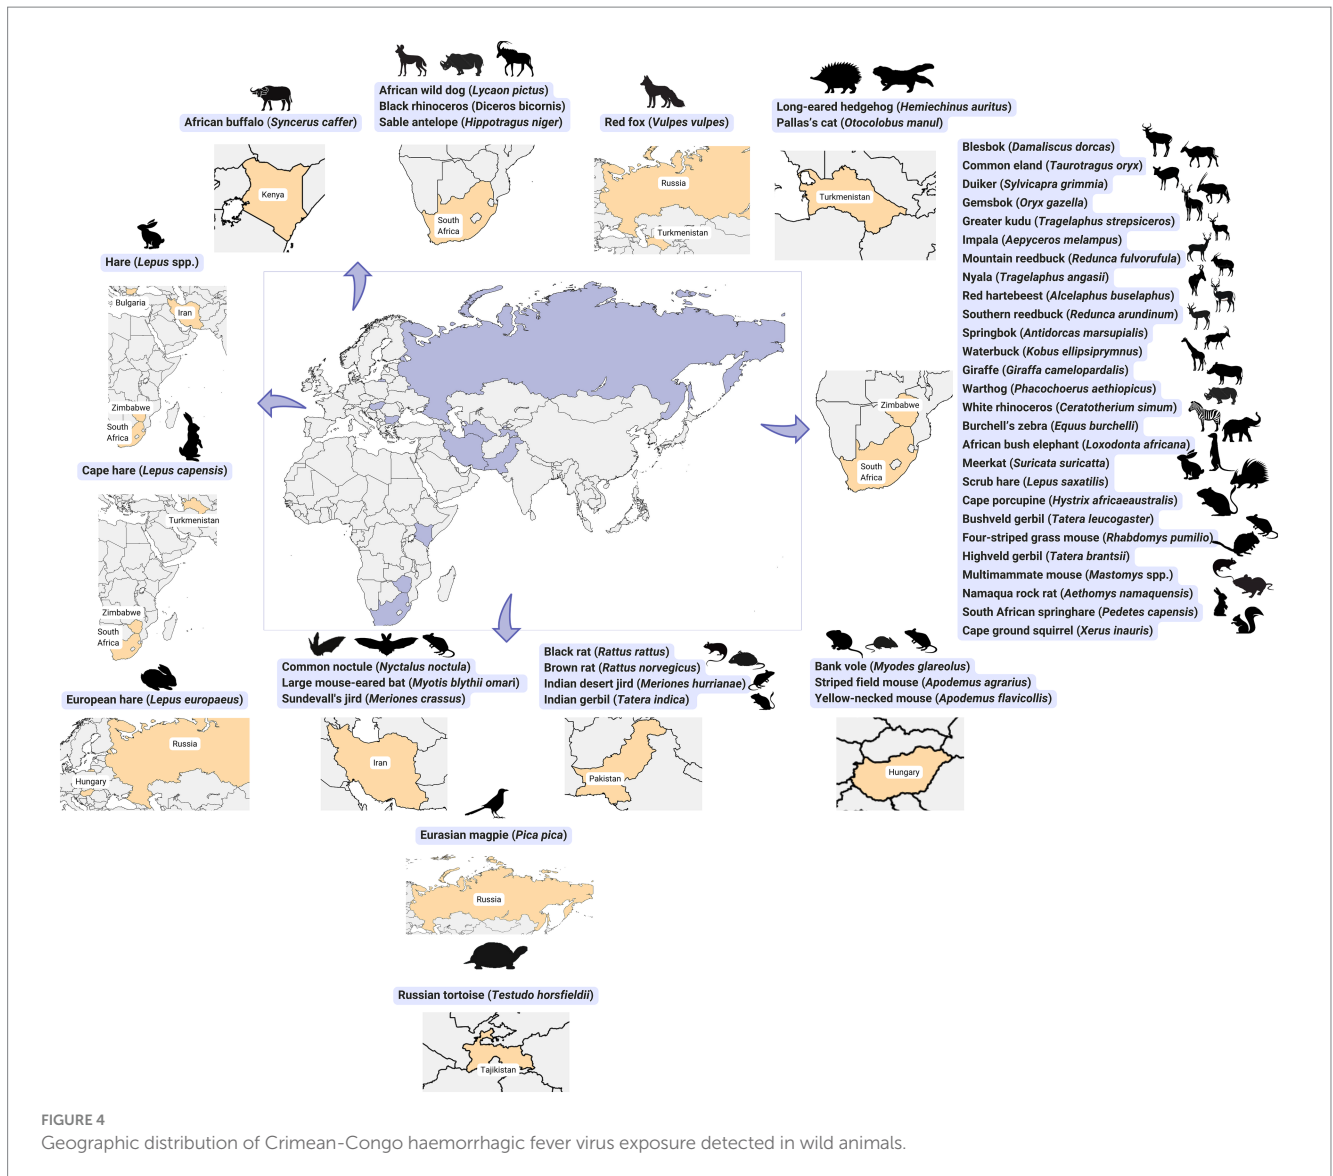 African buffalo (Syncerus caffer)
Kenya
African wild dog (Lycaon pictus)
Black rhinoceros (Diceros bicornis)
Sable antelope (Hippotragus niger)
South
Africa
Red fox (Vulpes vulpes)
Russia
Turkmenistan
Long-eared hedgehog (Hemiechinus auritus)
Pallas's cat (Otocolobus manul)
Turkmenistan
Hare (Lepus spp.)
Bulgaria
Iran
Zimbabwe
South
Africa
Cape hare (Lepus capensis)
Turkmenistan
Zimbabwe
South
Africa
European hare (Lepus europaeus)
Russia
Hungary
Blesbok (Damaliscus dorcas)
Common eland (Taurotragus oryx)
Duiker (Sylvicapra grimmia)
Gemsbok (Oryx gazella)
Greater kudu (Tragelaphus strepsiceros)
Impala (Aepyceros melampus)
Mountain reedbuck (Redunca fulvorufula)
Nyala (Tragelaphus angasii)
Red hartebeest (Alcelaphus buselaphus)
Southern reedbuck (Redunca arundinum)
Springbok (Antidorcas marsupialis)
Waterbuck (Kobus ellipsiprymnus)
Giraffe (Giraffa camelopardalis)
Warthog (Phacochoerus aethiopicus)
White rhinoceros (Ceratotherium simum)
Burchell's zebra (Equus burchelli)
African bush elephant (Loxodonta africana)
Meerkat (Suricata suricatta)
Scrub hare (Lepus saxatilis)
Cape porcupine (Hystrix africaeaustralis)
Bushveld gerbil (Tatera leucogaster)
Four-striped grass mouse (Rhabdomys pumilio)
Highveld gerbil (Tatera brantsii)
Multimammate mouse (Mastomys spp.)
Namaqua rock rat (Aethomys namaquensis)
South African springhare (Pedetes capensis)
Cape ground squirrel (Xerus inauris)
Zimbabwe
South
Africa
Common noctule (Nyctalus noctula)
Large mouse-eared bat (Myotis blythii omari)
Sundevall's jird (Meriones crassus)
Iran
Black rat (Rattus rattus)
Brown rat (Rattus norvegicus)
Indian desert jird (Meriones hurrianae)
Indian gerbil (Tatera indica)
Pakistan
Bank vole (Myodes glareolus)
Striped field mouse (Apodemus agrarius)
Yellow-necked mouse (Apodemus flavicollis)
Hungary
Eurasian magpie (Pica pica)
Russia
Russian tortoise (Testudo horsfieldii)
Tajikistan
FIGURE 4
Geographic distribution of Crimean-Congo haemorrhagic fever virus exposure detected in wild animals.